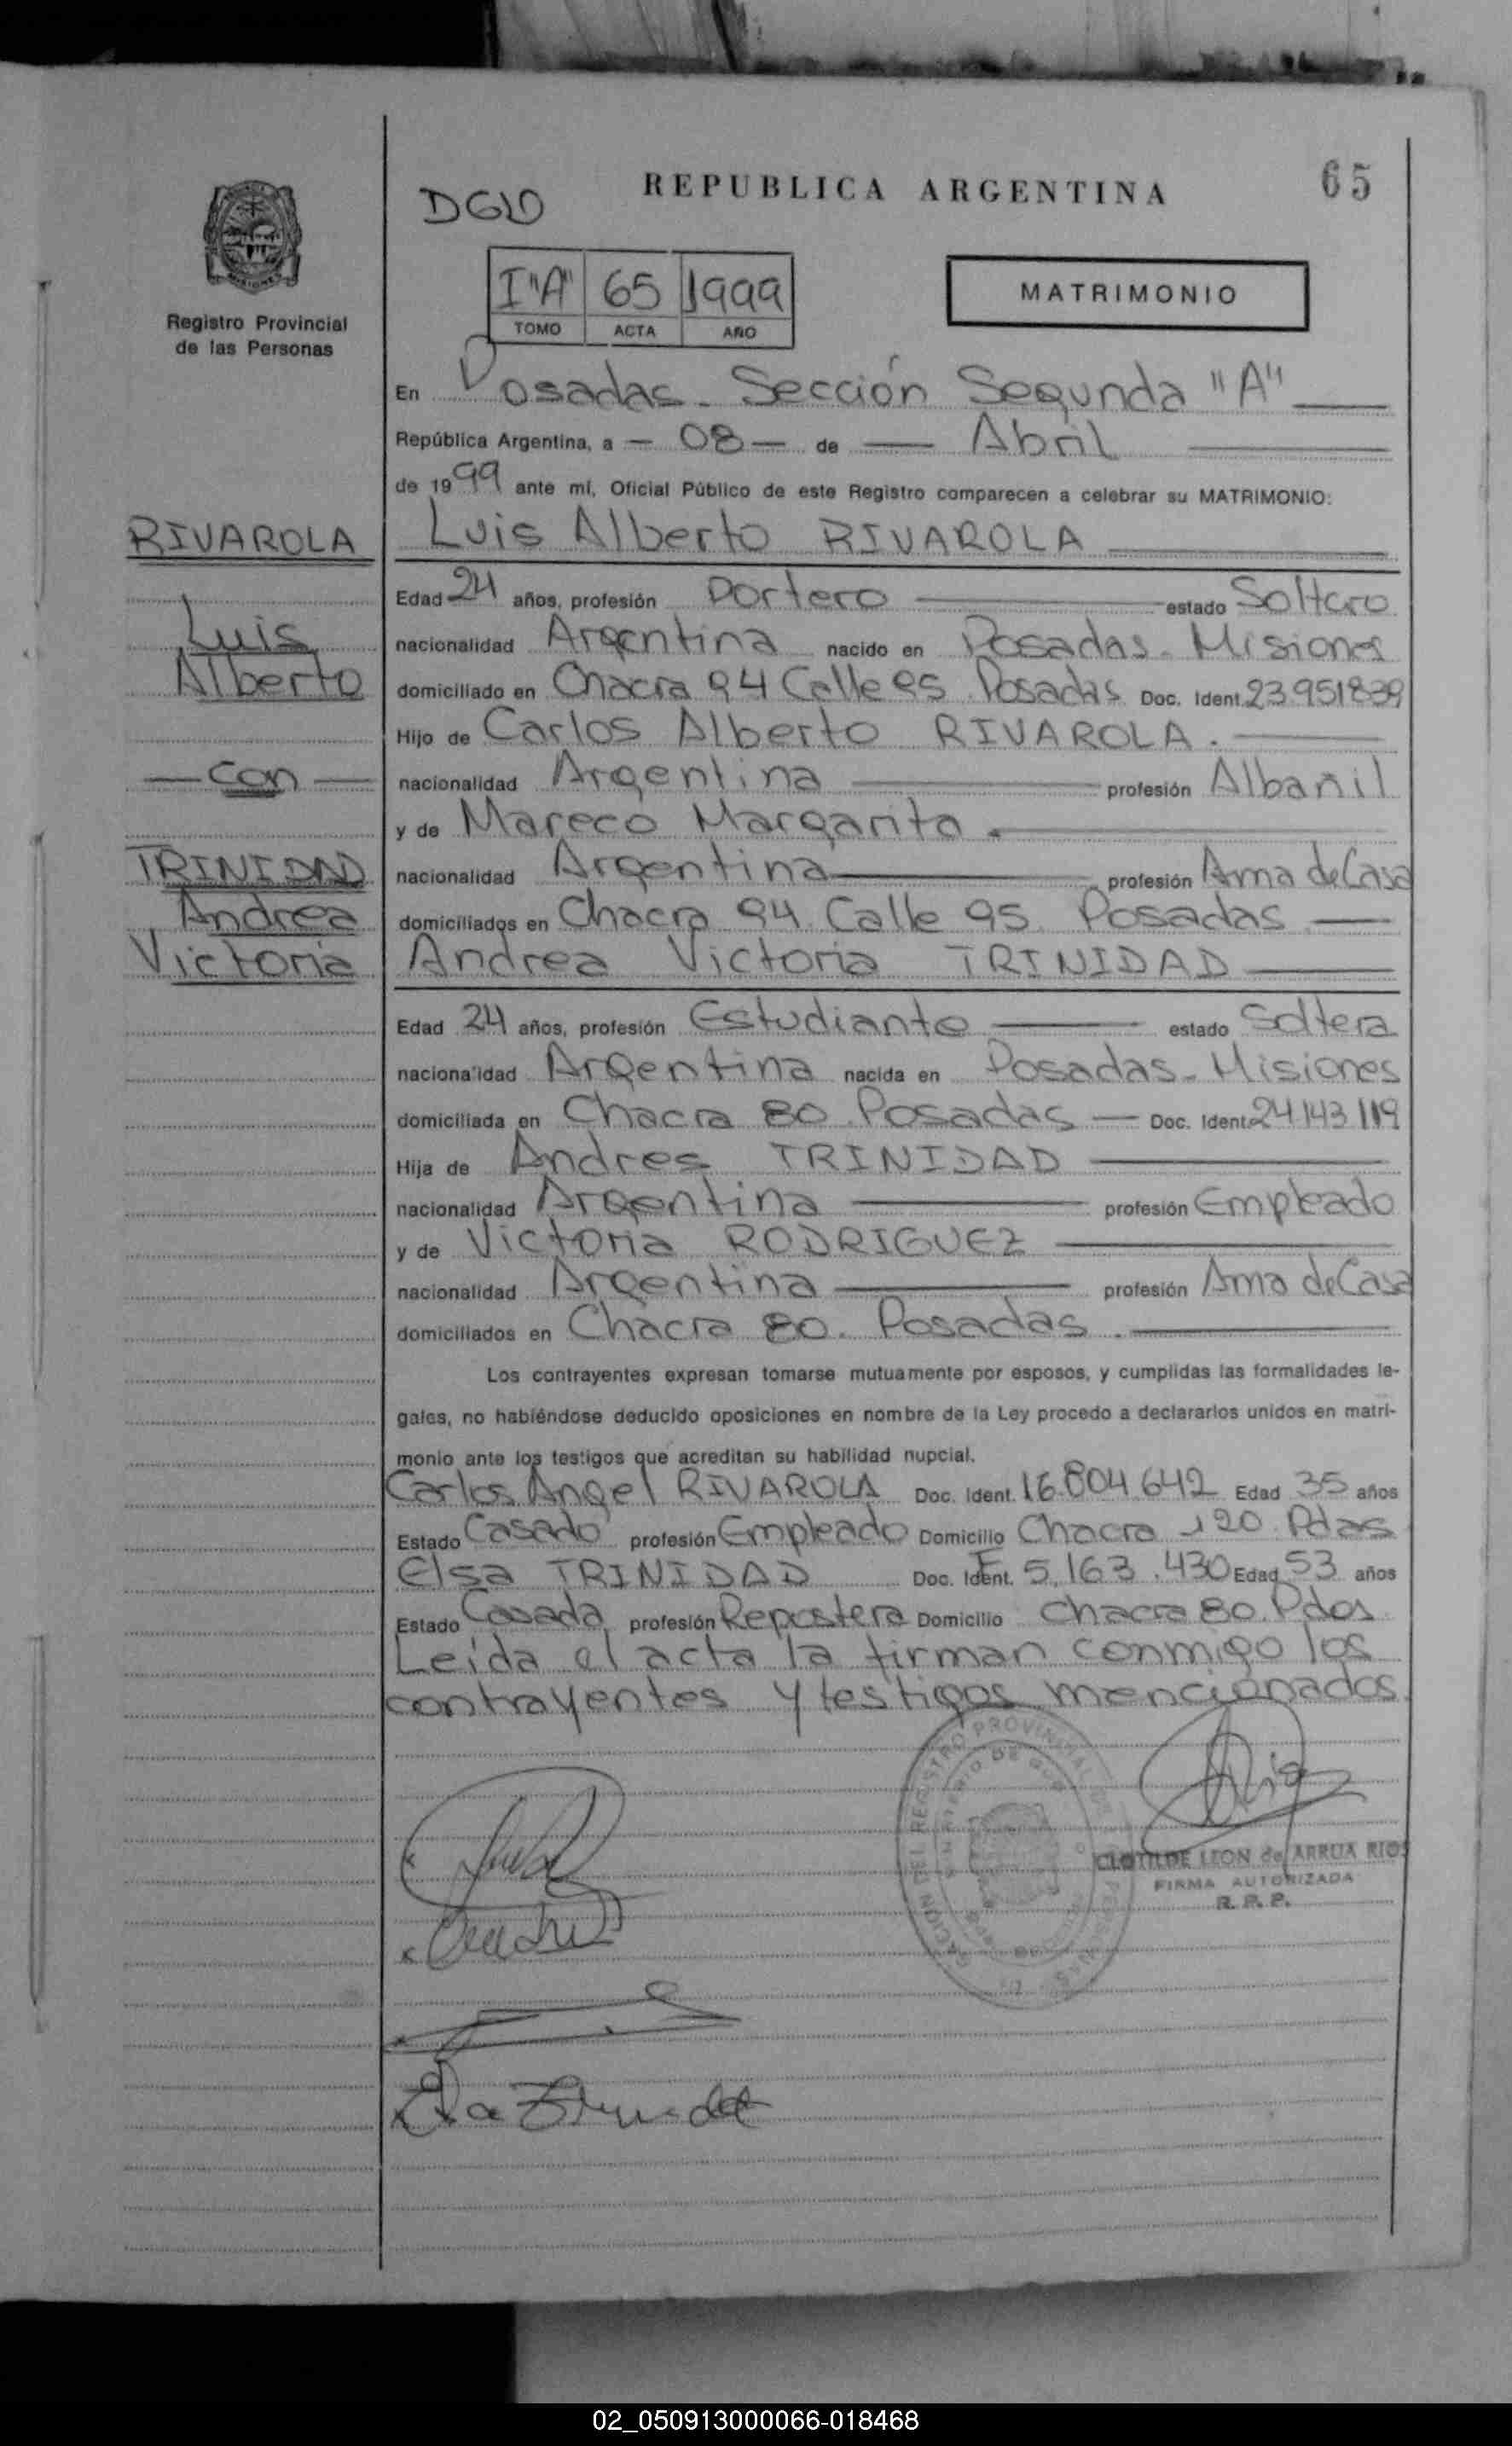 REPUBLICA ARGENTINA
65
I "A" 65 1999
TOMO ACTA AÑO
MATRIMONIO
Registro Provincial
de las Personas
En Posadas - Sección Segunda "A"
República Argentina, a - 08 - de Abril
de 1999 ante mí, Oficial Público de este Registro comparecen a celebrar su MATRIMONIO:
RIVAROLA
Luis
Alberto
con
TRINIDAD
Andrea
Victoria
Luis Alberto RIVAROLA
Edad 24 años, profesión Portero estado Soltero
nacionalidad Argentina nacido en Posadas - Misiones
domiciliado en Chacra 94 Calle 95 Posadas Doc. Ident. 23.951.839
Hijo de Carlos Alberto RIVAROLA.
nacionalidad Argentina profesión Albañil
y de Mareco Margarita.
nacionalidad Argentina profesión Ama de Casa
domiciliados en Chacra 94. Calle 95. Posadas
Andrea Victoria TRINIDAD
Edad 24 años, profesión Estudiante estado Soltera
nacionalidad Argentina nacida en Posadas - Misiones
domiciliada en Chacra 80. Posadas - Doc. Ident. 24143119
Hija de Andres TRINIDAD
nacionalidad Argentina profesión Empleado
y de Victoria RODRIGUEZ
nacionalidad Argentina profesión Ama de Casa
domiciliados en Chacra 80. Posadas.
Los contrayentes expresan tomarse mutuamente por esposos, y cumplidas las formalidades le-
gales, no habiéndose deducido oposiciones en nombre de la Ley procedo a declararlos unidos en matri-
monio ante los testigos que acreditan su habilidad nupcial.
Carlos Angel RIVAROLA Doc. Ident. 16.804.642 Edad 35 años
Estado Casado profesión Empleado Domicilio Chacra 120. Pdas
Elsa TRINIDAD Doc. Ident. F 5.163.430 Edad 53 años
Estado Casada profesión Repostera Domicilio Chacra 80. Pdas
Leída el acta la firman conmigo los
contrayentes y testigos mencionados.
CLOTILDE LEON de ARRUA RIOS
FIRMA AUTORIZADA
R. P. P.
02_050913000066-018468